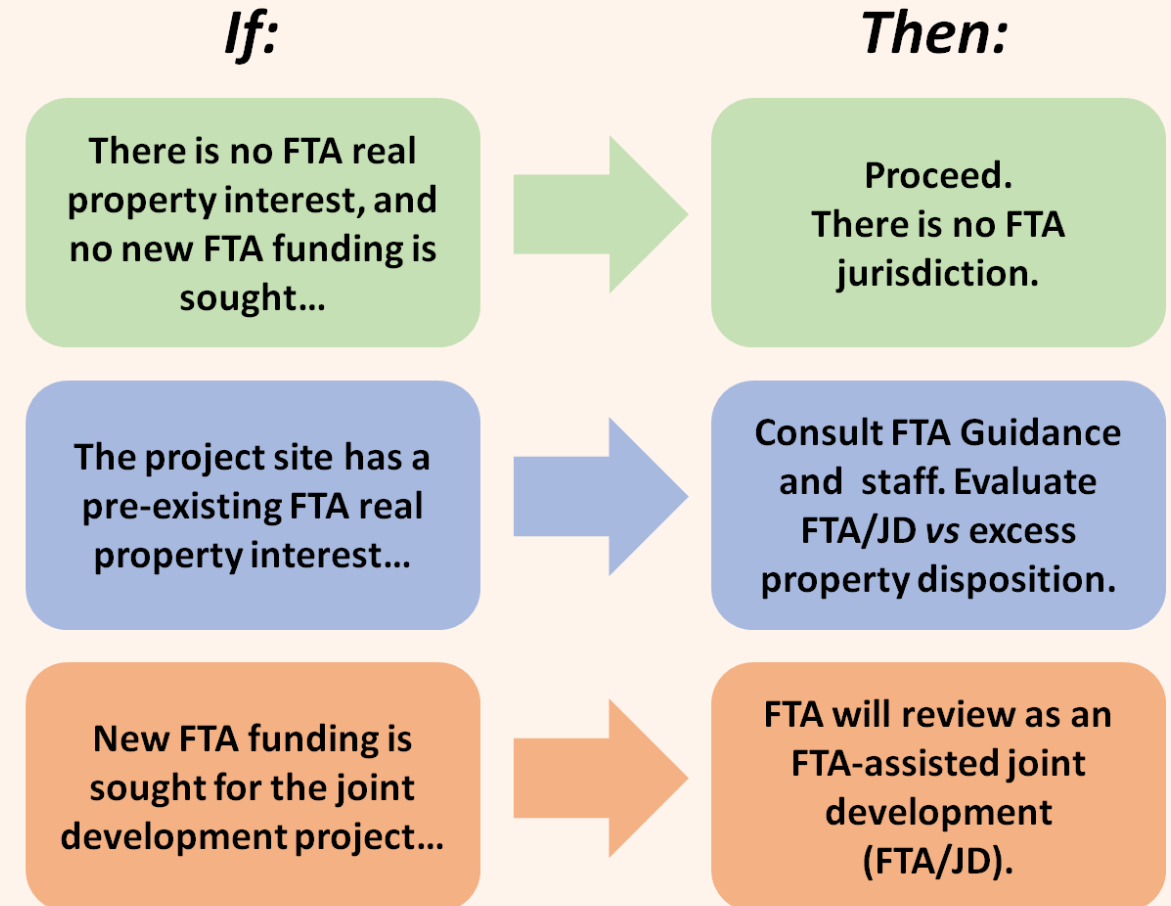 If:
Then:
There is no FTA real
property interest, and
no new FTA funding is
sought…
Proceed.
There is no FTA
jurisdiction.
The project site has a
pre-existing FTA real
property interest…
Consult FTA Guidance
and staff. Evaluate
FTA/JD vs excess
property disposition.
New FTA funding is
sought for the joint
development project…
FTA will review as an
FTA-assisted joint
development
(FTA/JD).